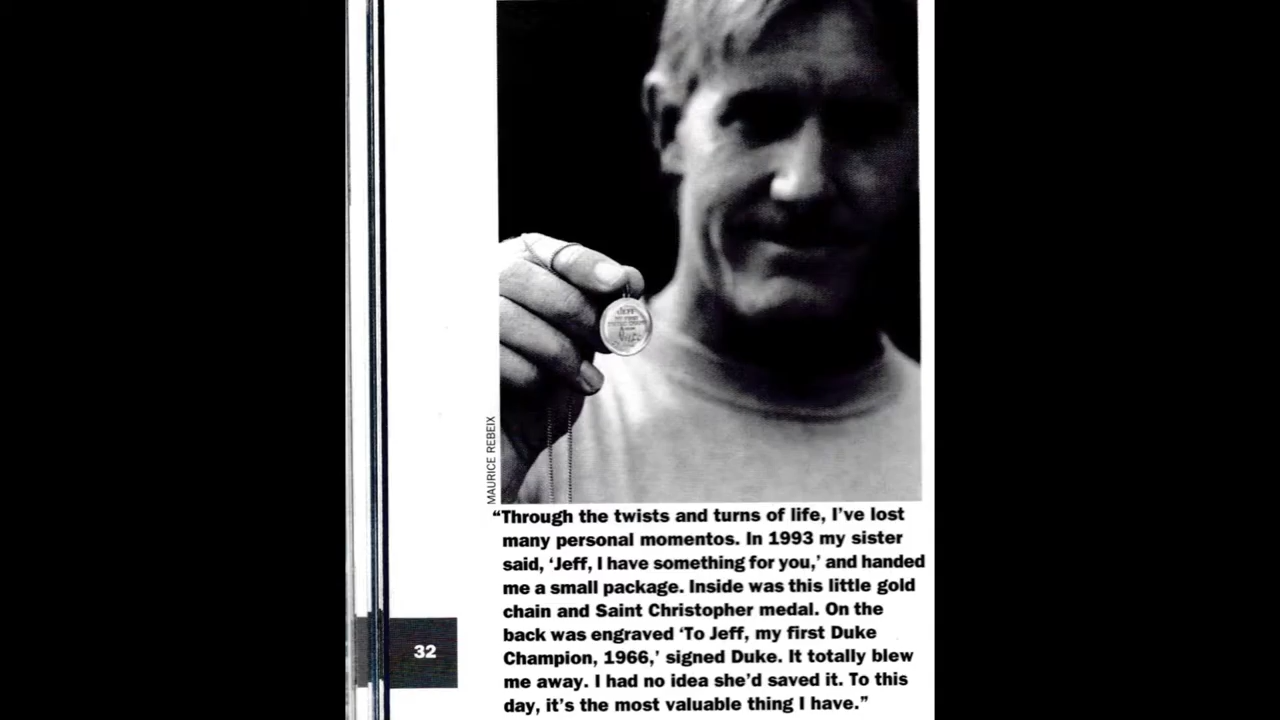 JEFF
MAURICE REBEIX
“Through the twists and turns of life, I’ve lost
many personal momentos. In 1993 my sister
said, ‘Jeff, I have something for you,’ and handed
me a small package. Inside was this little gold
chain and Saint Christopher medal. On the
back was engraved ‘To Jeff, my first Duke
Champion, 1966,’ signed Duke. It totally blew
me away. I had no idea she’d saved it. To this
day, it’s the most valuable thing I have.”
32